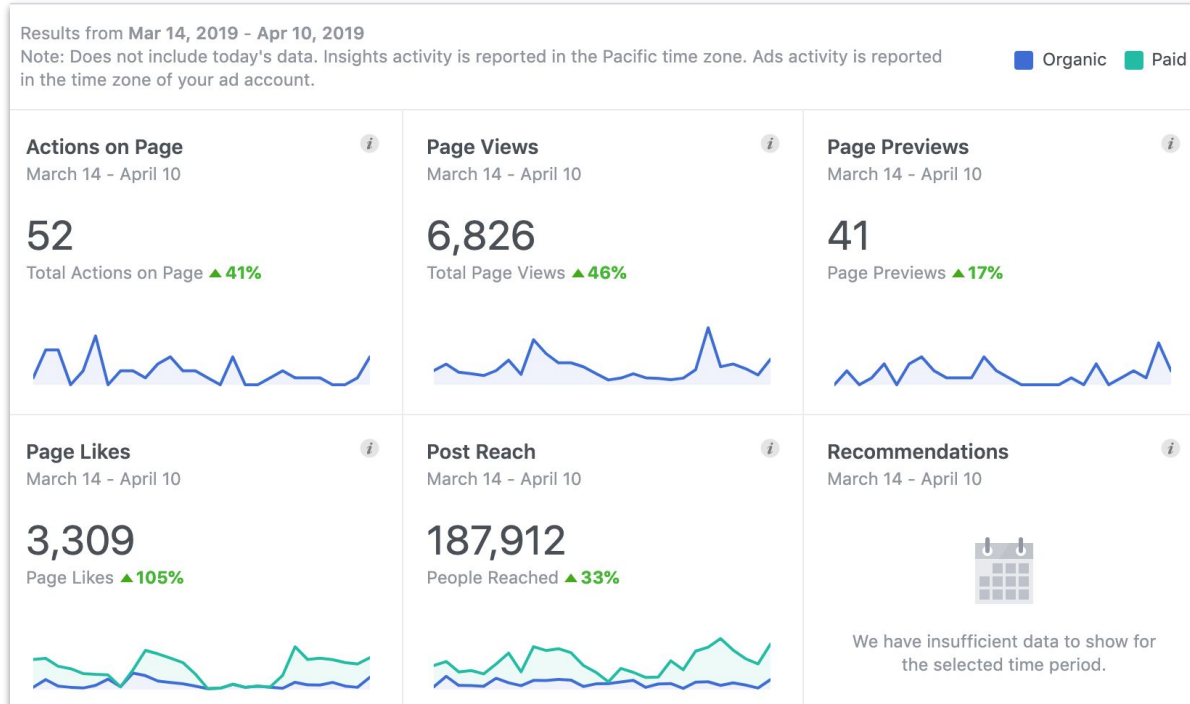 Results from Mar 14, 2019 - Apr 10, 2019
Note: Does not include today's data. Insights activity is reported in the Pacific time zone. Ads activity is reported
in the time zone of your ad account.
Organic Paid
Actions on Page i
March 14 - April 10
52
Total Actions on Page ▲ 41%
Page Views i
March 14 - April 10
6,826
Total Page Views ▲ 46%
Page Previews i
March 14 - April 10
41
Page Previews ▲ 17%
Page Likes i
March 14 - April 10
3,309
Page Likes ▲ 105%
Post Reach i
March 14 - April 10
187,912
People Reached ▲ 33%
Recommendations i
March 14 - April 10
We have insufficient data to show for
the selected time period.